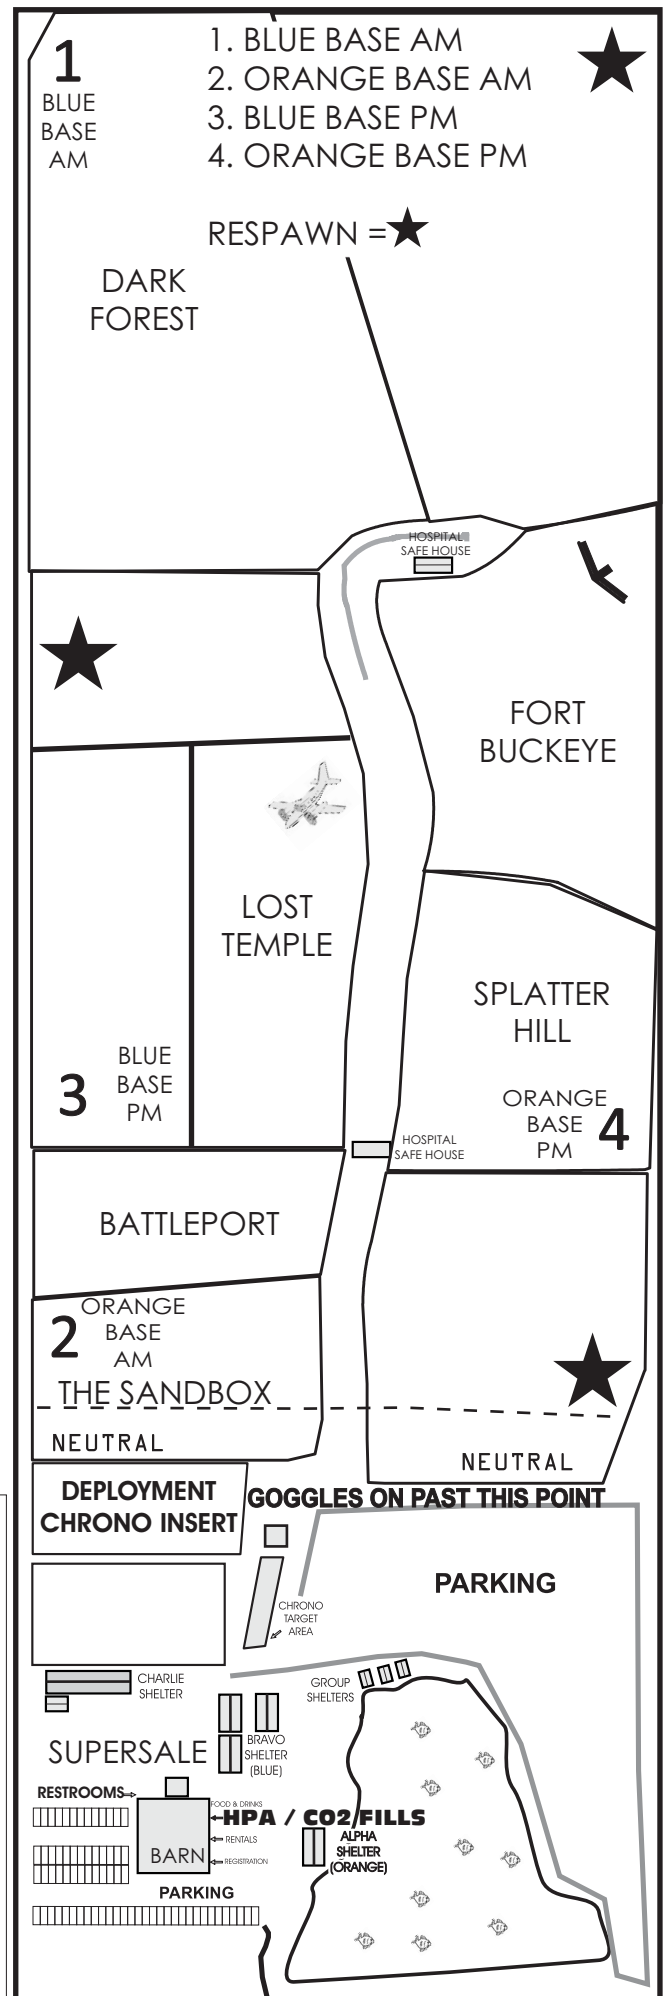 1
BLUE
BASE
AM
1. BLUE BASE AM
2. ORANGE BASE AM
3. BLUE BASE PM
4. ORANGE BASE PM
RESPAWN =
DARK
FOREST
HOSPITAL
SAFE HOUSE
FORT
BUCKEYE
LOST
TEMPLE
SPLATTER
HILL
3
BLUE
BASE
PM
ORANGE
BASE
PM
4
HOSPITAL
SAFE HOUSE
BATTLEPORT
2
ORANGE
BASE
AM
THE SANDBOX
NEUTRAL
NEUTRAL
DEPLOYMENT
CHRONO INSERT
GOGGLES ON PAST THIS POINT
PARKING
CHRONO
TARGET
AREA
CHARLIE
SHELTER
GROUP
SHELTERS
BRAVO
SHELTER
(BLUE)
SUPERSALE
RESTROOMS
FOOD & DRINKS
HPA / CO2 FILLS
RENTALS
REGISTRATION
BARN
ALPHA
SHELTER
(ORANGE)
PARKING